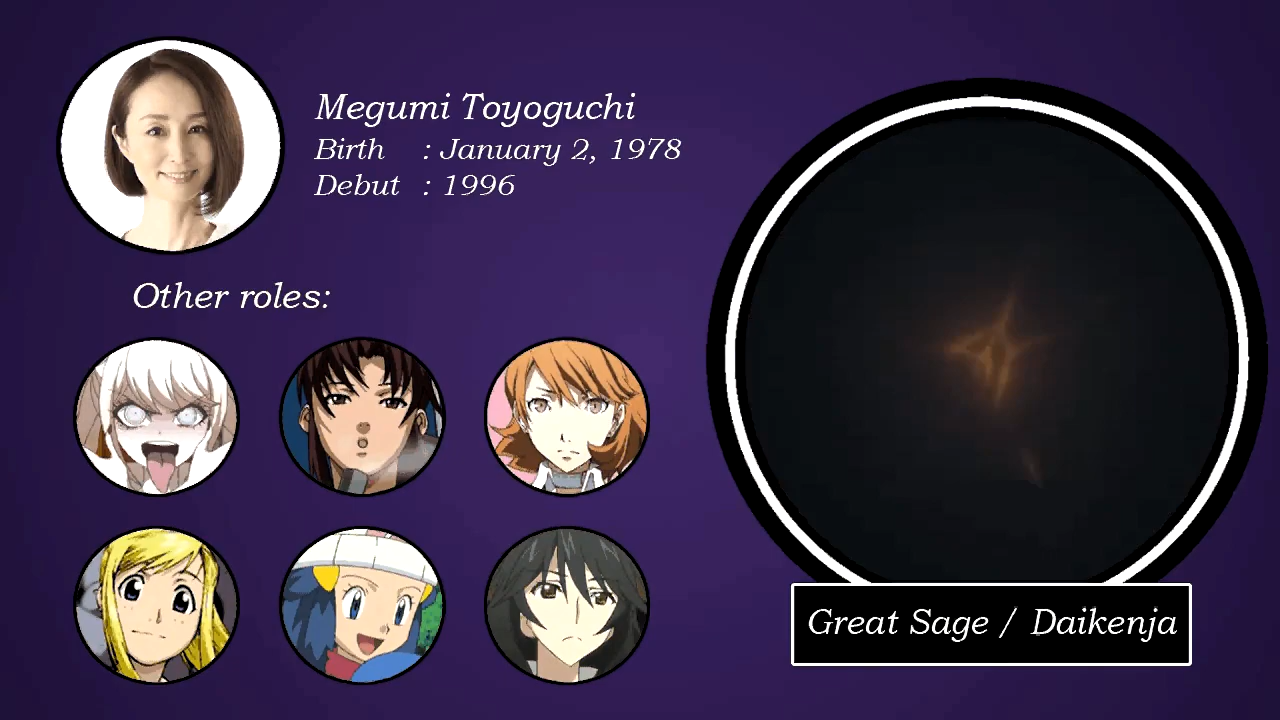 Megumi Toyoguchi
Birth : January 2, 1978
Debut : 1996
Other roles:
Great Sage / Daikenja